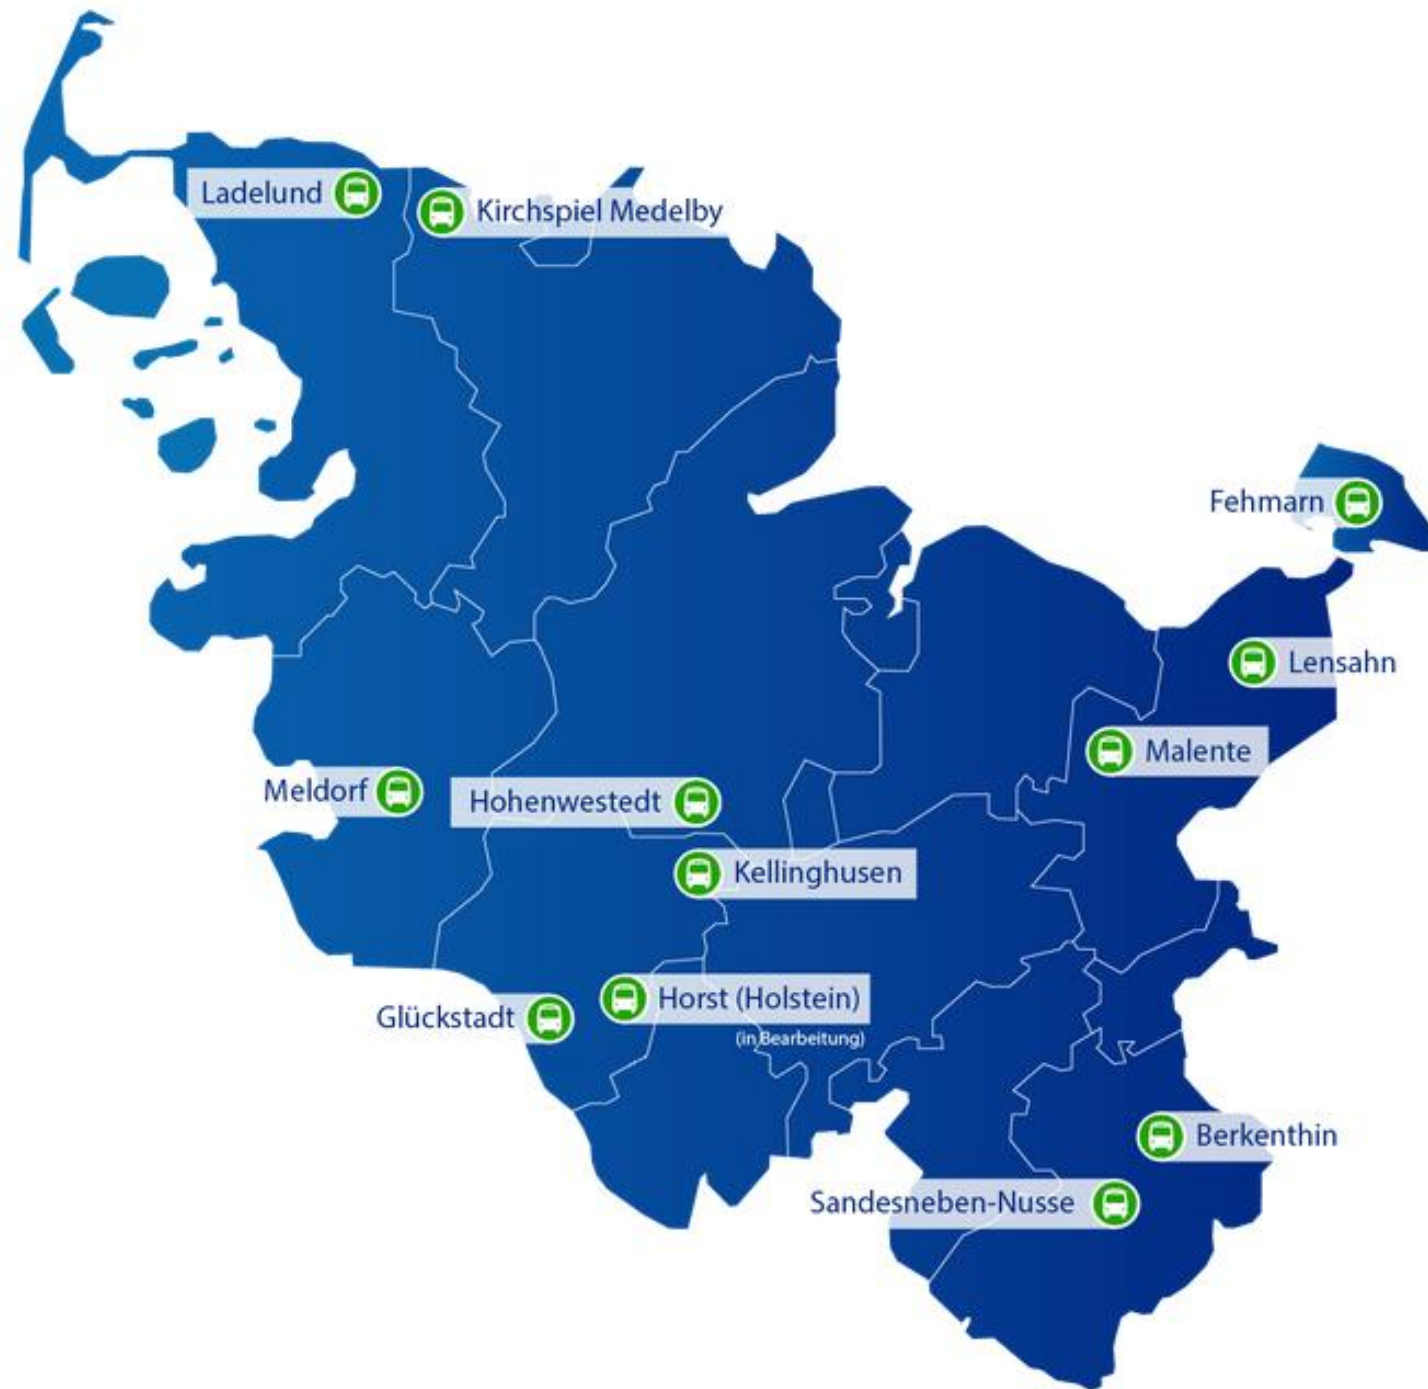 Ladelund
Kirchspiel Medelby
Fehmarn
Lensahn
Malente
Meldorf
Hohenwestedt
Kellinghusen
Horst (Holstein)
(in Bearbeitung)
Glückstadt
Berkenthin
Sandesneben-Nusse